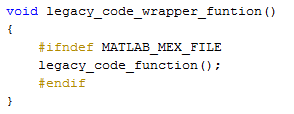 void legacy_code_wrapper_funtion()
{
    #ifndef MATLAB_MEX_FILE
    legacy_code_function();
    #endif
}